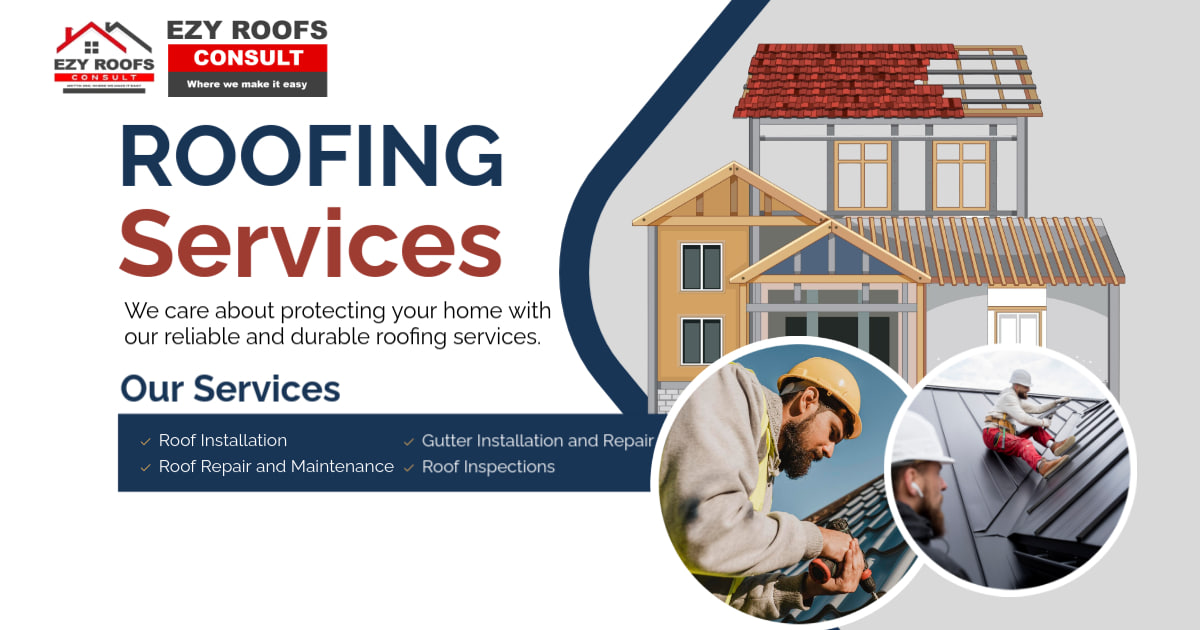 EZY ROOFS
CONSULT
EZY ROOFS
CONSULT
Where we make it easy
ROOFING
Services
We care about protecting your home with
our reliable and durable roofing services.
Our Services
Roof Installation
Roof Repair and Maintenance
Gutter Installation and Repair
Roof Inspections